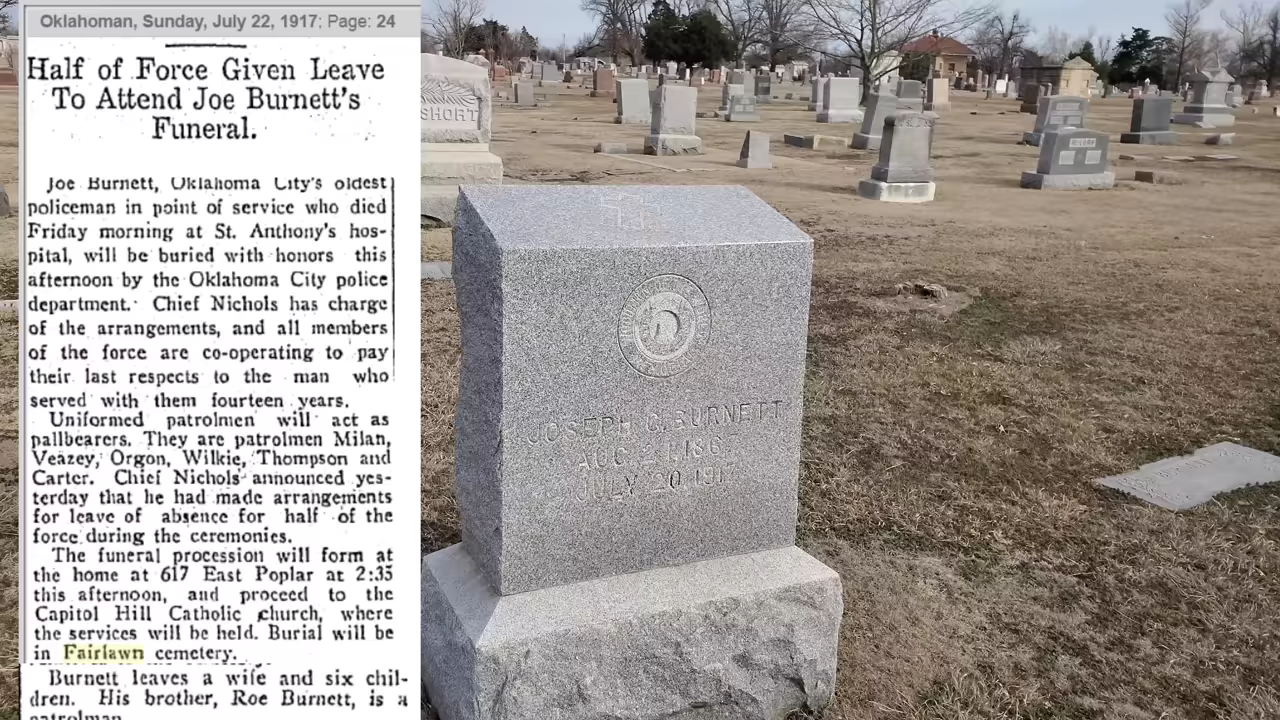 Oklahoman, Sunday, July 22, 1917: Page: 24
Half of Force Given Leave
To Attend Joe Burnett's
Funeral.
Joe Burnett, Oklahoma City's oldest
policeman in point of service who died
Friday morning at St. Anthony's hos-
pital, will be buried with honors this
afternoon by the Oklahoma City police
department. Chief Nichols has charge
of the arrangements, and all members
of the force are co-operating to pay
their last respects to the man who
served with them fourteen years.
Uniformed patrolmen will act as
pallbearers. They are patrolmen Milan,
Veazey, Orgon, Wilkie, Thompson and
Carter. Chief Nichols announced yes-
terday that he had made arrangements
for leave of absence for half of the
force during the ceremonies.
The funeral procession will form at
the home at 617 East Poplar at 2:35
this afternoon, and proceed to the
Capitol Hill Catholic church, where
the services will be held. Burial will be
in Fairlawn cemetery.
Burnett leaves a wife and six chil-
dren. His brother, Roe Burnett, is a
patrolman.
SHORT
JOSEPH C. BURNETT
AUG. 21, 186
JULY 20 191